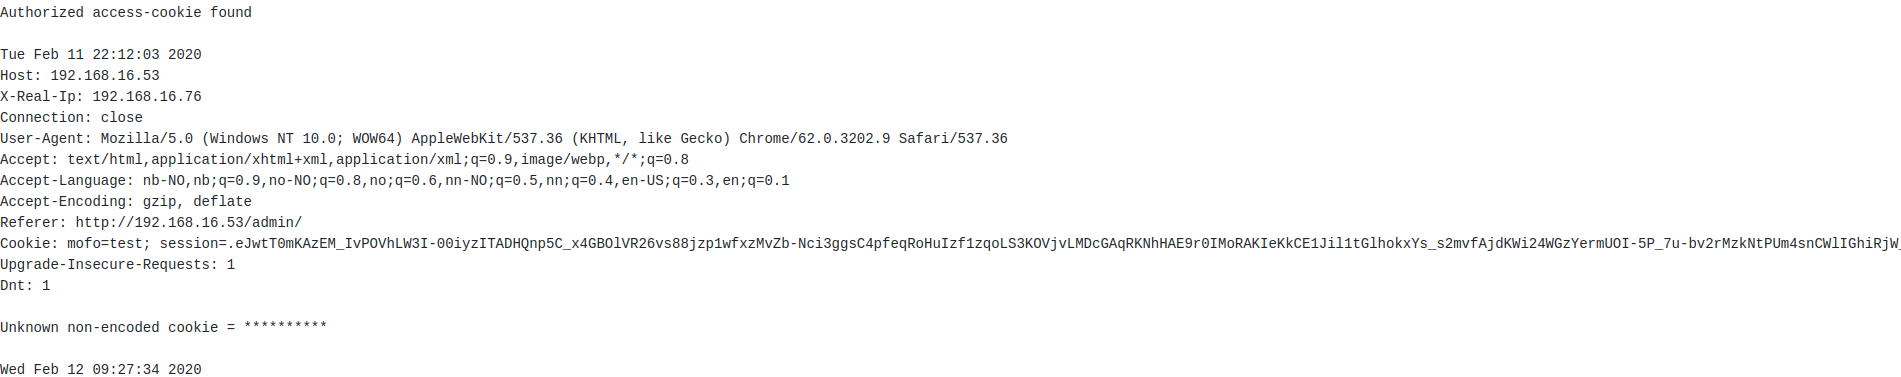 Authorized access-cookie found
Tue Feb 11 22:12:03 2020
Host: 192.168.16.53
X-Real-Ip: 192.168.16.76
Connection: close
User-Agent: Mozilla/5.0 (Windows NT 10.0; WOW64) AppleWebKit/537.36 (KHTML, like Gecko) Chrome/62.0.3202.9 Safari/537.36
Accept: text/html,application/xhtml+xml,application/xml;q=0.9,image/webp,*/*;q=0.8
Accept-Language: nb-NO,nb;q=0.9,no-NO;q=0.8,no;q=0.6,nn-NO;q=0.5,nn;q=0.4,en-US;q=0.3,en;q=0.1
Accept-Encoding: gzip, deflate
Referer: http://192.168.16.53/admin/
Cookie: mofo=test; session=.eJwtT0mKAzEM_IvPOVhLW3I-00iyzITADHQnp5C_x4GBOlVR26vs88jzp1wfxzMvZb-Nci3ggsC4pfeqRoHuIzf1zqoLS3KOVjvLMDcGAqRKNhHAE9r0IMoRAKIeKkCE1Jil1tGlhokxYs_s2mvfAjdKWi24WGzYermUOI-5P_7u-bv2rMzkNtPUm4snCWlIGhiRjW_
Upgrade-Insecure-Requests: 1
Dnt: 1
Unknown non-encoded cookie = **********
Wed Feb 12 09:27:34 2020